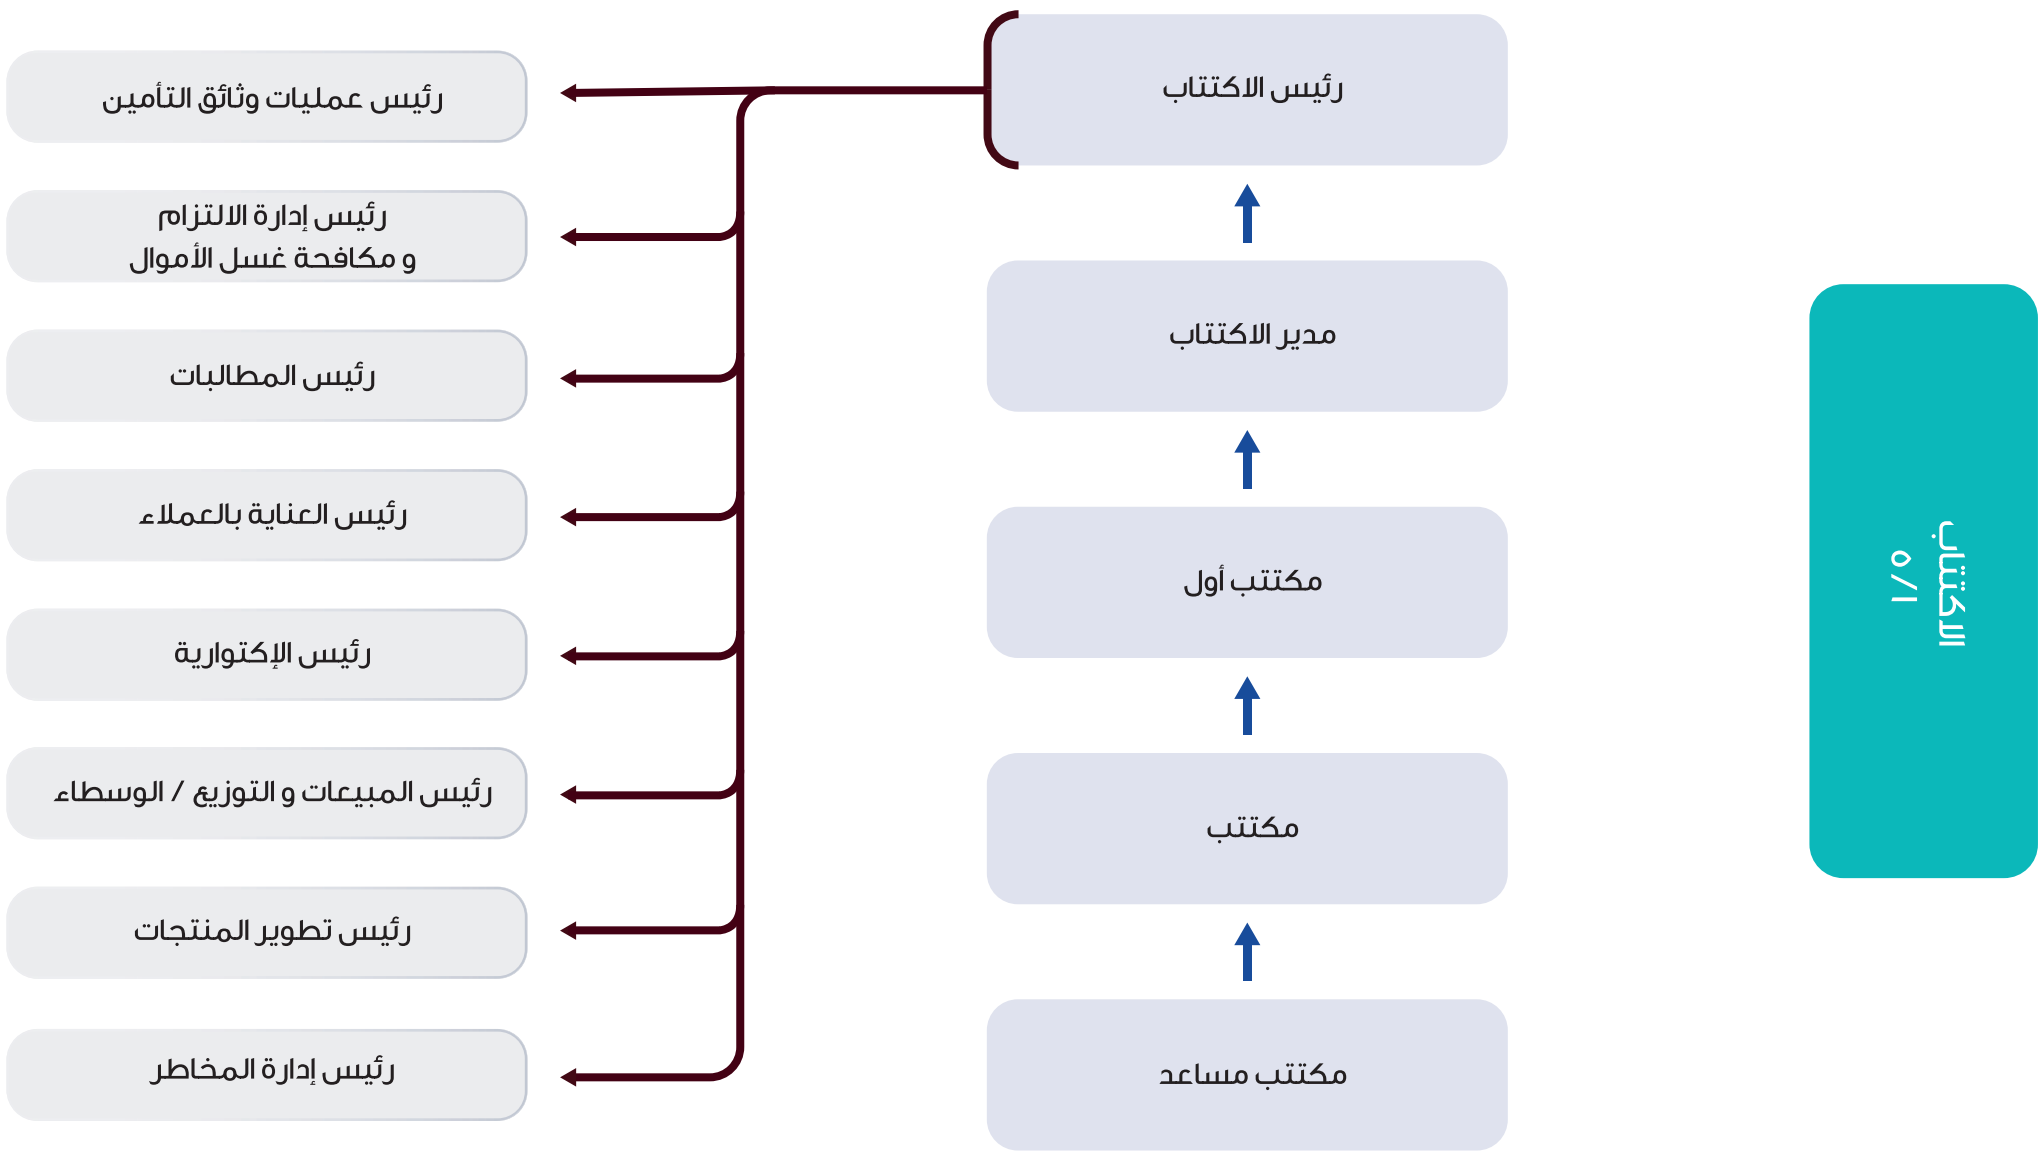 الاكتتاب
٥/١
رئيس الاكتتاب
مدير الاكتتاب
مكتتب أول
مكتتب
مكتتب مساعد
رئيس عمليات وثائق التأمين
رئيس إدارة الالتزام
و مكافحة غسل الأموال
رئيس المطالبات
رئيس العناية بالعملاء
رئيس الإكتوارية
رئيس المبيعات و التوزيع / الوسطاء
رئيس تطوير المنتجات
رئيس إدارة المخاطر